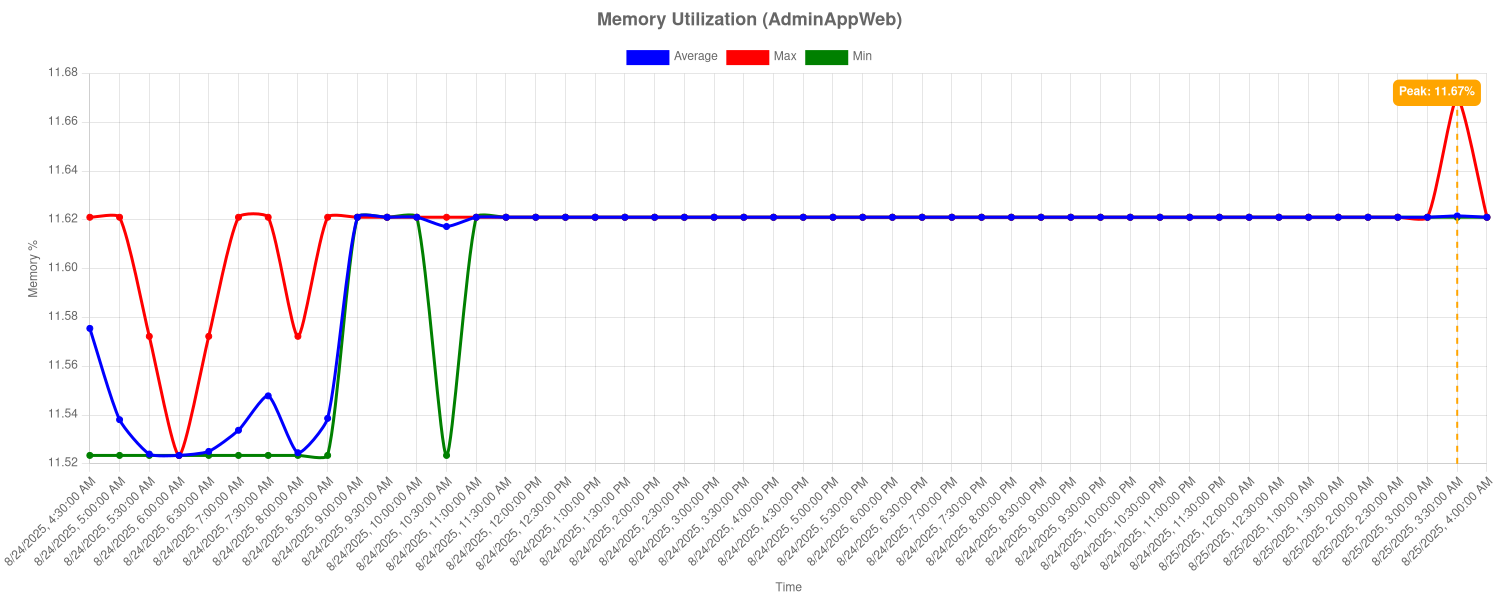 Memory Utilization (AdminAppWeb)
Average Max Min
11.68
11.66
11.64
11.62
11.60
11.58
11.56
11.54
11.52
Memory %
Peak: 11.67%
8/24/2025, 4:30:00 AM
8/24/2025, 5:00:00 AM
8/24/2025, 5:30:00 AM
8/24/2025, 6:00:00 AM
8/24/2025, 6:30:00 AM
8/24/2025, 7:00:00 AM
8/24/2025, 7:30:00 AM
8/24/2025, 8:00:00 AM
8/24/2025, 8:30:00 AM
8/24/2025, 9:00:00 AM
8/24/2025, 9:30:00 AM
8/24/2025, 10:00:00 AM
8/24/2025, 10:30:00 AM
8/24/2025, 11:00:00 AM
8/24/2025, 11:30:00 AM
8/24/2025, 12:00:00 PM
8/24/2025, 12:30:00 PM
8/24/2025, 1:00:00 PM
8/24/2025, 1:30:00 PM
8/24/2025, 2:00:00 PM
8/24/2025, 2:30:00 PM
8/24/2025, 3:00:00 PM
8/24/2025, 3:30:00 PM
8/24/2025, 4:00:00 PM
8/24/2025, 4:30:00 PM
8/24/2025, 5:00:00 PM
8/24/2025, 5:30:00 PM
8/24/2025, 6:00:00 PM
8/24/2025, 6:30:00 PM
8/24/2025, 7:00:00 PM
8/24/2025, 7:30:00 PM
8/24/2025, 8:00:00 PM
8/24/2025, 8:30:00 PM
8/24/2025, 9:00:00 PM
8/24/2025, 9:30:00 PM
8/24/2025, 10:00:00 PM
8/24/2025, 10:30:00 PM
8/24/2025, 11:00:00 PM
8/24/2025, 11:30:00 PM
8/25/2025, 12:00:00 AM
8/25/2025, 12:30:00 AM
8/25/2025, 1:00:00 AM
8/25/2025, 1:30:00 AM
8/25/2025, 2:00:00 AM
8/25/2025, 2:30:00 AM
8/25/2025, 3:00:00 AM
8/25/2025, 3:30:00 AM
8/25/2025, 4:00:00 AM
Time